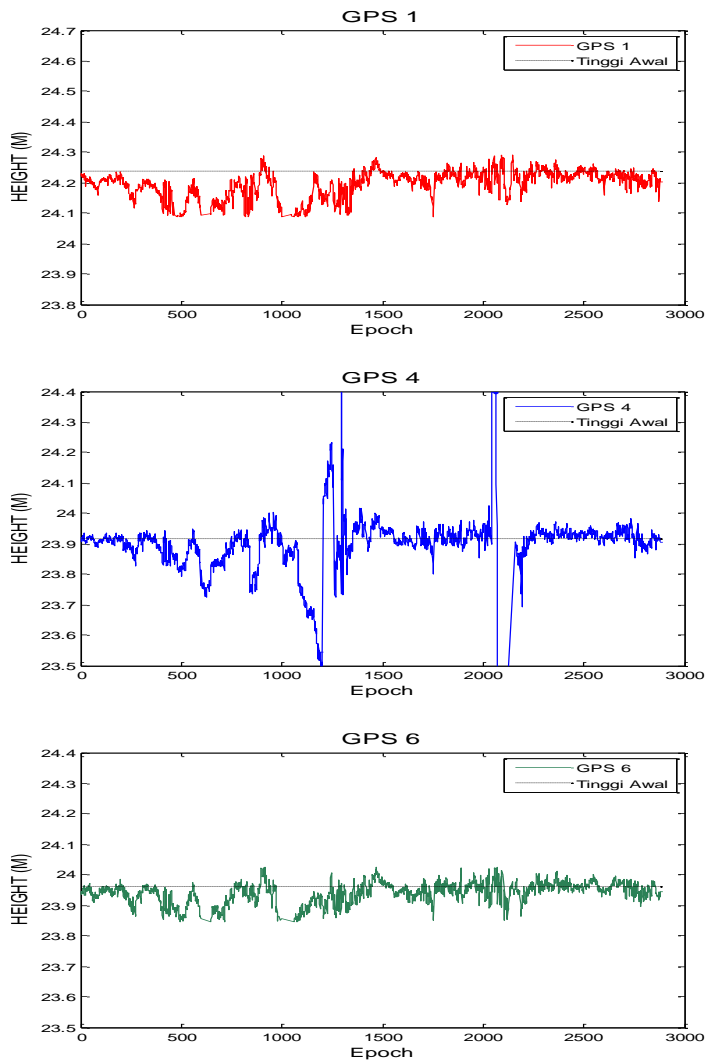 GPS 1
24.7
24.6
24.5
24.4
24.3
24.2
24.1
24
23.9
23.8
HEIGHT (M)
GPS 1
Tinggi Awal
0 500 1000 1500 2000 2500 3000
Epoch
GPS 4
24.4
24.3
24.2
24.1
24
23.9
23.8
23.7
23.6
23.5
HEIGHT (M)
GPS 4
Tinggi Awal
0 500 1000 1500 2000 2500 3000
Epoch
GPS 6
24.4
24.3
24.2
24.1
24
23.9
23.8
23.7
23.6
23.5
HEIGHT (M)
GPS 6
Tinggi Awal
0 500 1000 1500 2000 2500 3000
Epoch